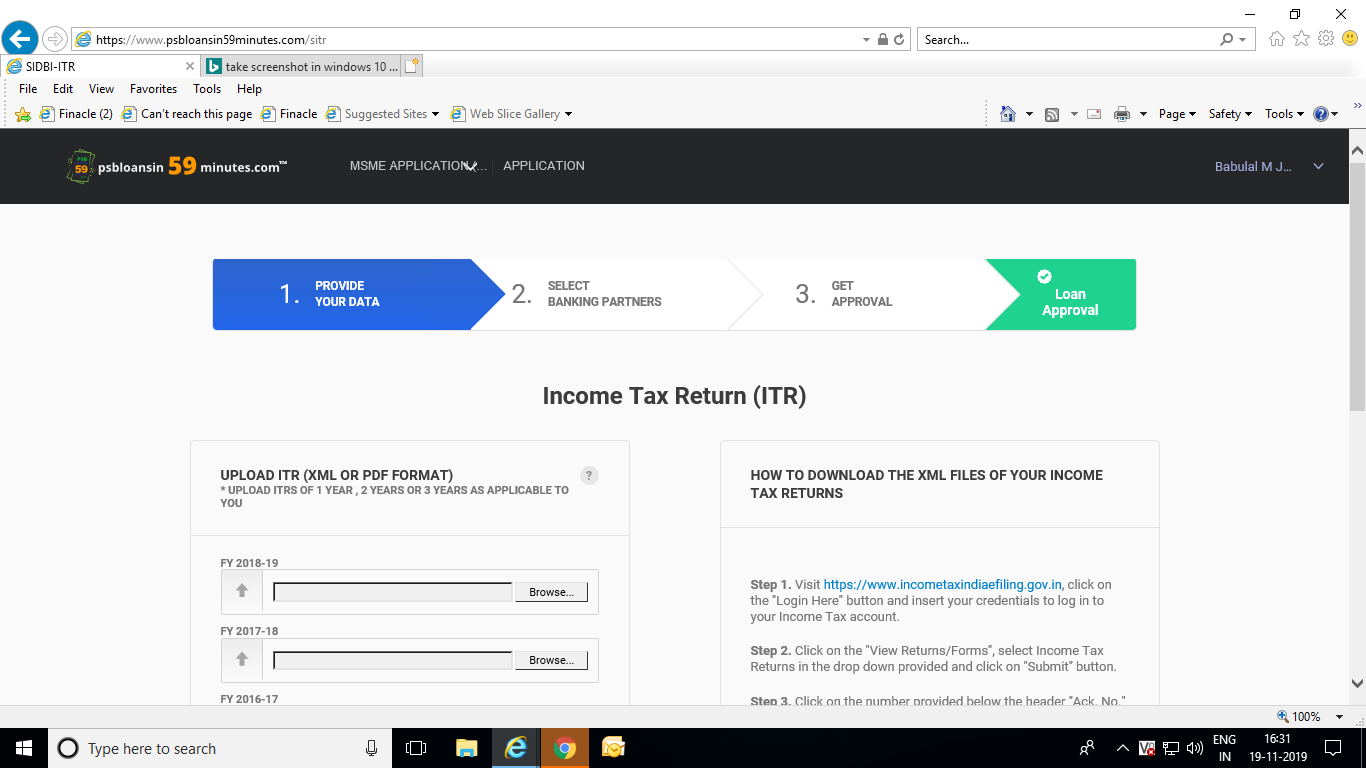 https://www.psbloansin59minutes.com/sitr
Search...
SIDBI-ITR
take screenshot in windows 10 ...
File Edit View Favorites Tools Help
Finacle (2) Can't reach this page Finacle Suggested Sites Web Slice Gallery
Page Safety Tools
psbloansin 59 minutes.com™
MSME APPLICATION ... APPLICATION
Babulal M J...
1. PROVIDE
YOUR DATA
2. SELECT
BANKING PARTNERS
3. GET
APPROVAL
Loan
Approval
Income Tax Return (ITR)
UPLOAD ITR (XML OR PDF FORMAT)
?
* UPLOAD ITRS OF 1 YEAR , 2 YEARS OR 3 YEARS AS APPLICABLE TO
YOU
FY 2018-19
Browse...
FY 2017-18
Browse...
FY 2016-17
HOW TO DOWNLOAD THE XML FILES OF YOUR INCOME
TAX RETURNS
Step 1. Visit https://www.incometaxindiaefiling.gov.in, click on
the "Login Here" button and insert your credentials to log in to
your Income Tax account.
Step 2. Click on the "View Returns/Forms", select Income Tax
Returns in the drop down provided and click on "Submit" button.
Step 3. Click on the number provided below the header "Ack. No."
100%
Type here to search
ENG
IN
16:31
19-11-2019